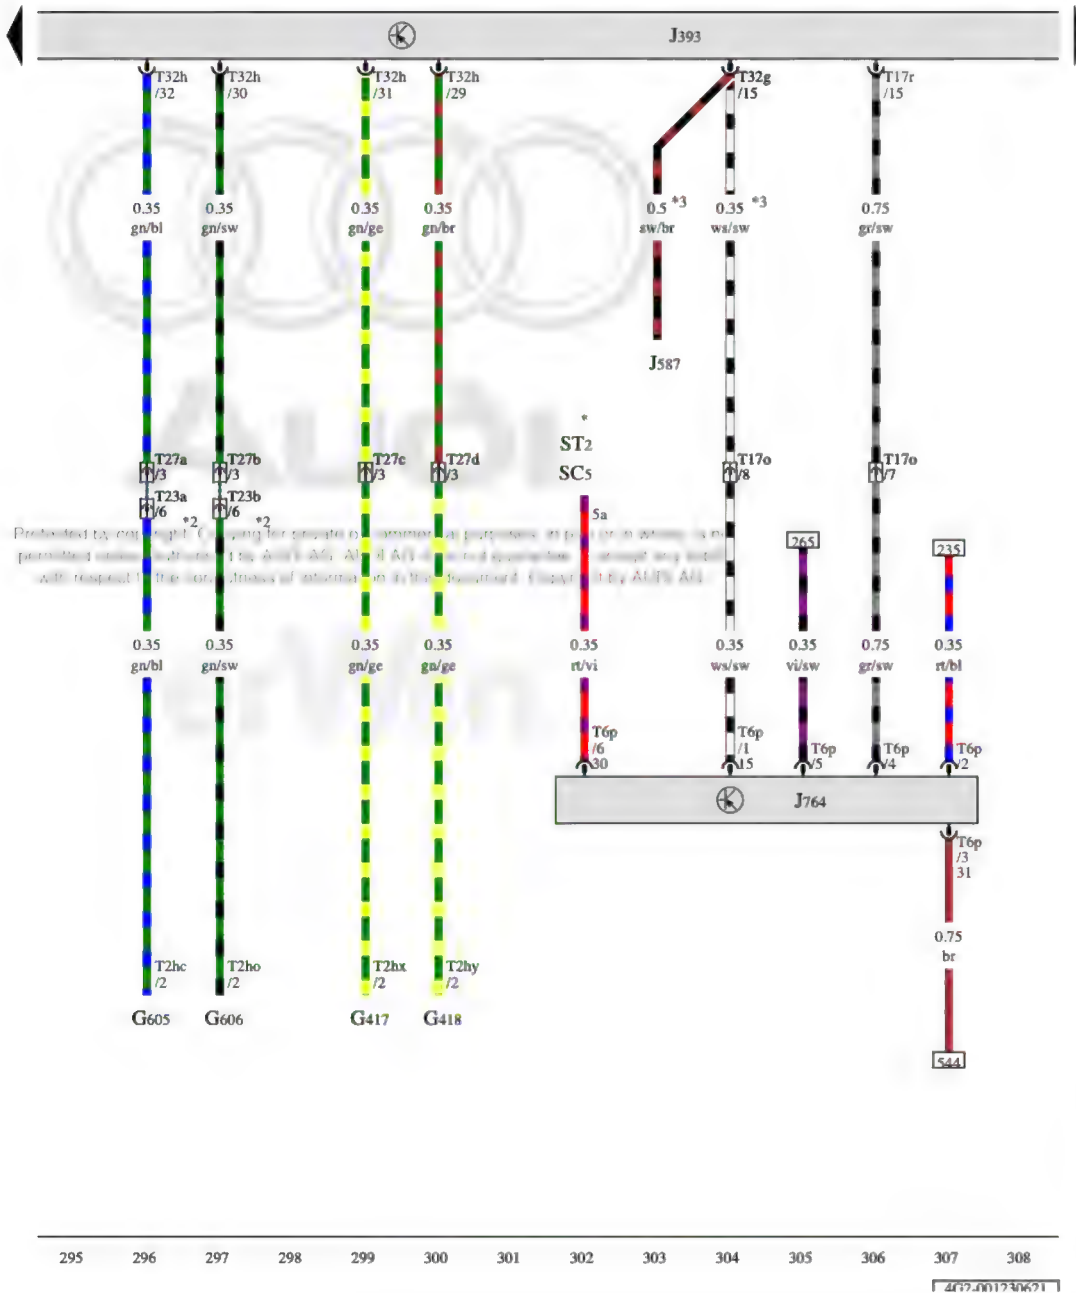 J393
T32h
/32
T32h
/30
T32h
/31
T32h
/29
T32g
/15
T17r
/15
0.35
gn/bl
0.35
gn/sw
0.35
gn/ge
0.35
gn/br
0.5 *3
sw/br
0.35 *3
ws/sw
0.75
gr/sw
J587
*
ST2
SC5
5a
T27a
/3
T27b
/3
T27c
/3
T27d
/3
T17o
/8
T17o
/7
T23a
/6
*2
T23b
/6
*2
Audi
erWin
265
235
0.35
gn/bl
0.35
gn/sw
0.35
gn/ge
0.35
gn/ge
0.35
rt/vi
0.35
ws/sw
0.35
vi/sw
0.75
gr/sw
0.35
rt/bl
T6p
/6
30
T6p
/1
15
T6p
/5
T6p
/4
T6p
/2
J764
T6p
/3
31
0.75
br
544
T2hc
/2
T2ho
/2
T2hx
/2
T2hy
/2
G605
G606
G417
G418
295 296 297 298 299 300 301 302 303 304 305 306 307 308
4G2-001230621